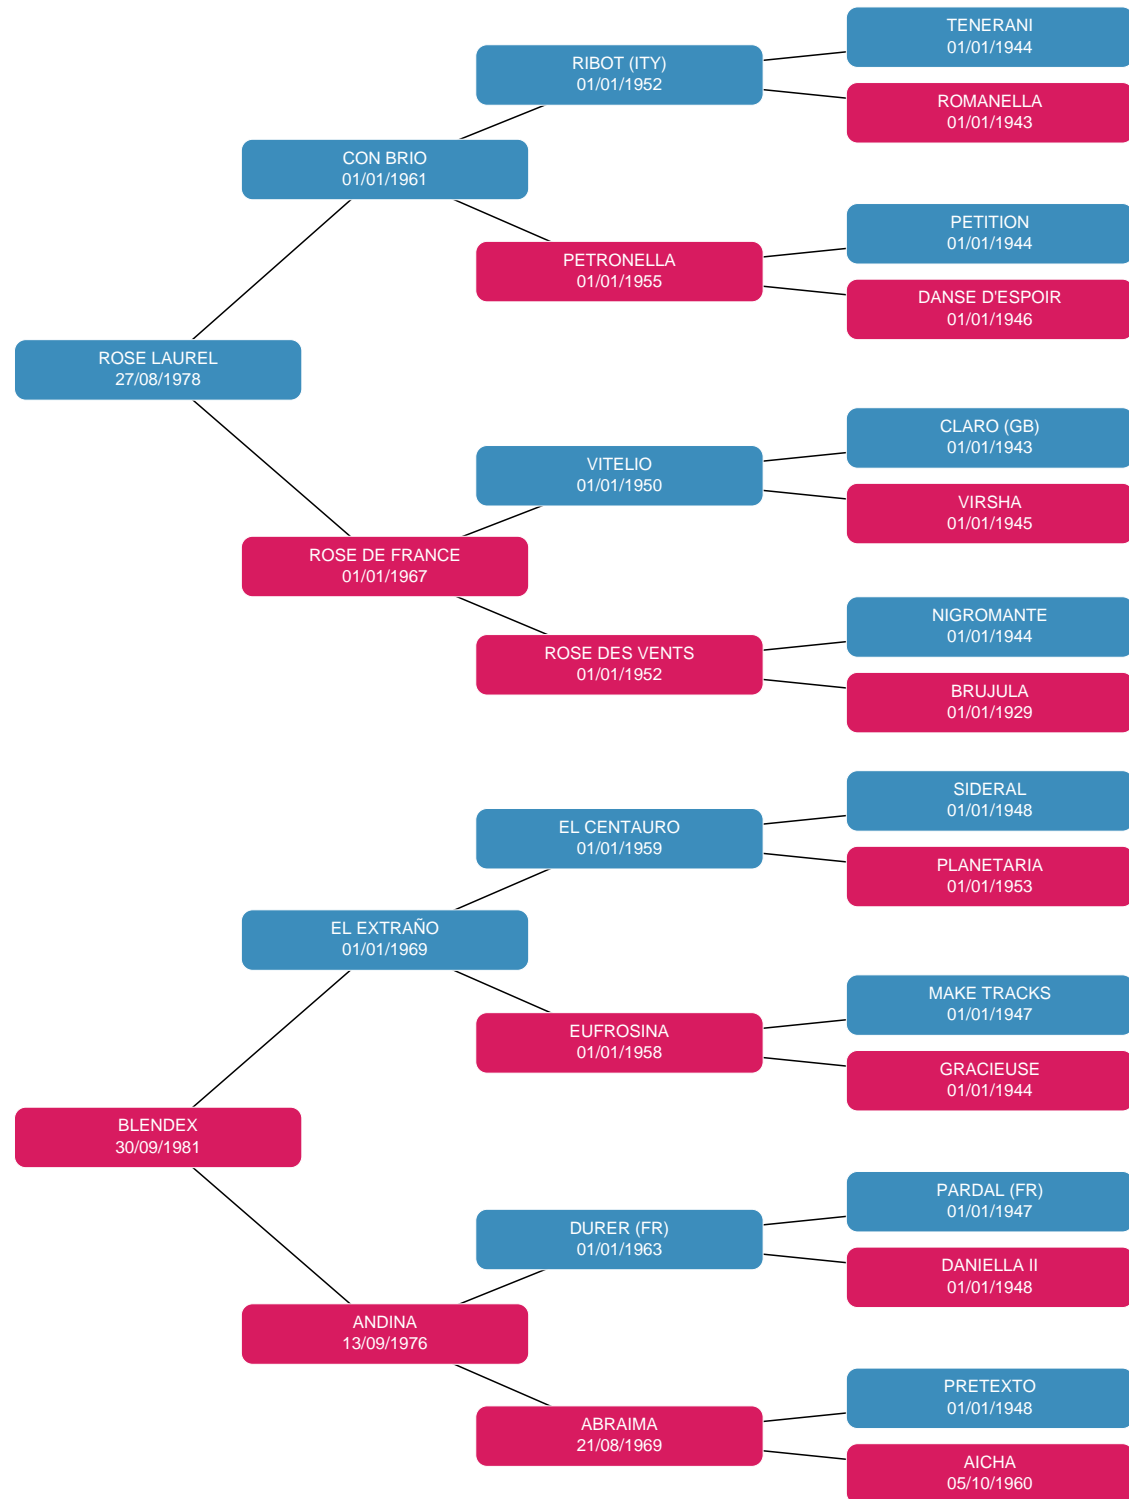 TENERANI
01/01/1944
RIBOT (ITY)
01/01/1952
ROMANELLA
01/01/1943
CON BRIO
01/01/1961
PETITION
01/01/1944
PETRONELLA
01/01/1955
DANSE D'ESPOIR
01/01/1946
ROSE LAUREL
27/08/1978
CLARO (GB)
01/01/1943
VITELIO
01/01/1950
VIRSHA
01/01/1945
ROSE DE FRANCE
01/01/1967
NIGROMANTE
01/01/1944
ROSE DES VENTS
01/01/1952
BRUJULA
01/01/1929
SIDERAL
01/01/1948
EL CENTAURO
01/01/1959
PLANETARIA
01/01/1953
EL EXTRAÑO
01/01/1969
MAKE TRACKS
01/01/1947
EUFROSINA
01/01/1958
GRACIEUSE
01/01/1944
BLENDEX
30/09/1981
PARDAL (FR)
01/01/1947
DURER (FR)
01/01/1963
DANIELLA II
01/01/1948
ANDINA
13/09/1976
PRETEXTO
01/01/1948
ABRAIMA
21/08/1969
AICHA
05/10/1960